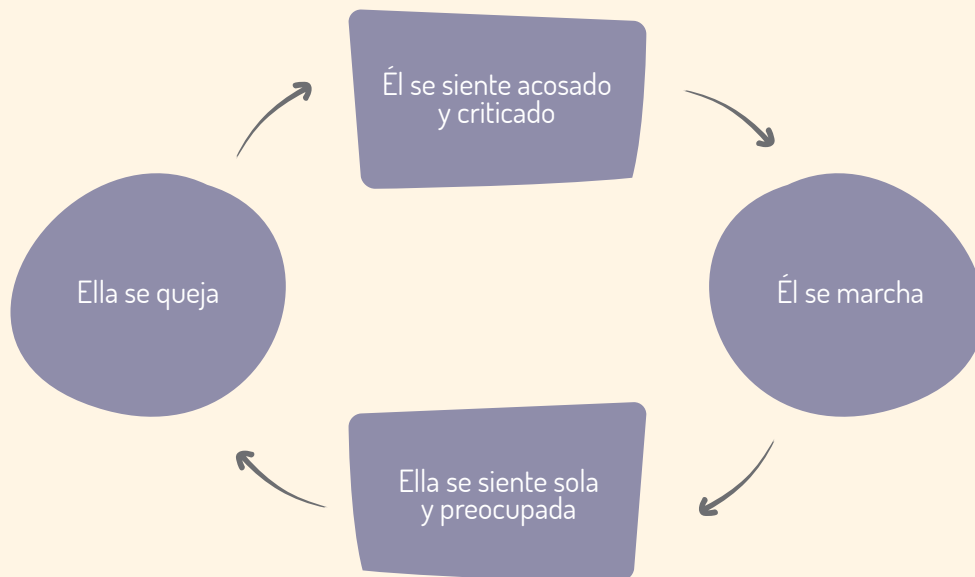 Él se siente acosado
y criticado
Ella se queja
Él se marcha
Ella se siente sola
y preocupada